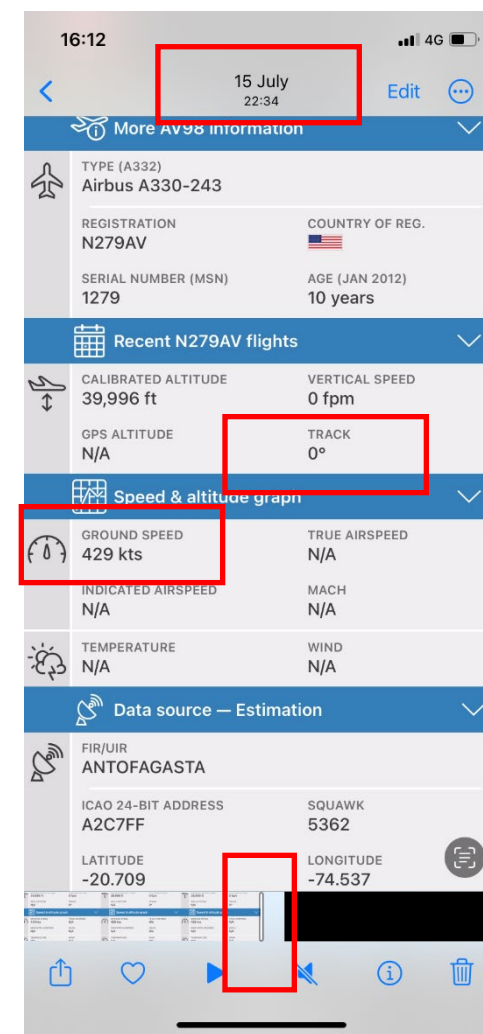 16:12
4G
15 July
22:34
Edit
More AV98 information
TYPE (A332)
Airbus A330-243
REGISTRATION
N279AV
COUNTRY OF REG.
SERIAL NUMBER (MSN)
1279
AGE (JAN 2012)
10 years
Recent N279AV flights
CALIBRATED ALTITUDE
39,996 ft
VERTICAL SPEED
0 fpm
GPS ALTITUDE
N/A
TRACK
0°
Speed & altitude graph
GROUND SPEED
429 kts
TRUE AIRSPEED
N/A
INDICATED AIRSPEED
N/A
MACH
N/A
TEMPERATURE
N/A
WIND
N/A
Data source — Estimation
FIR/UIR
ANTOFAGASTA
ICAO 24-BIT ADDRESS
A2C7FF
SQUAWK
5362
LATITUDE
-20.709
LONGITUDE
-74.537